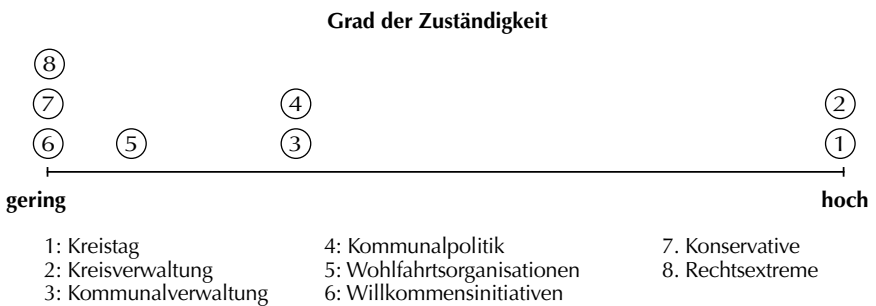 Grad der Zuständigkeit
8
7 4 2
6 5 3 1
gering hoch
1: Kreistag 4: Kommunalpolitik 7. Konservative
2: Kreisverwaltung 5: Wohlfahrtsorganisationen 8. Rechtsextreme
3: Kommunalverwaltung 6: Willkommensinitiativen